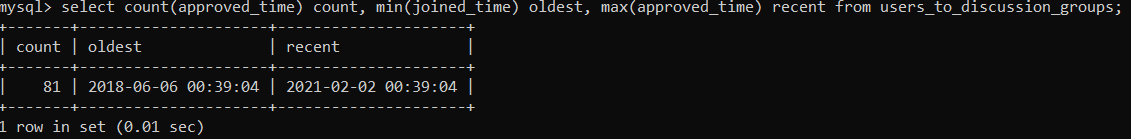 mysql> select count(approved_time) count, min(joined_time) oldest, max(approved_time) recent from users_to_discussion_groups;
+-------+---------------------+---------------------+
| count | oldest              | recent              |
+-------+---------------------+---------------------+
|    81 | 2018-06-06 00:39:04 | 2021-02-02 00:39:04 |
+-------+---------------------+---------------------+
1 row in set (0.01 sec)